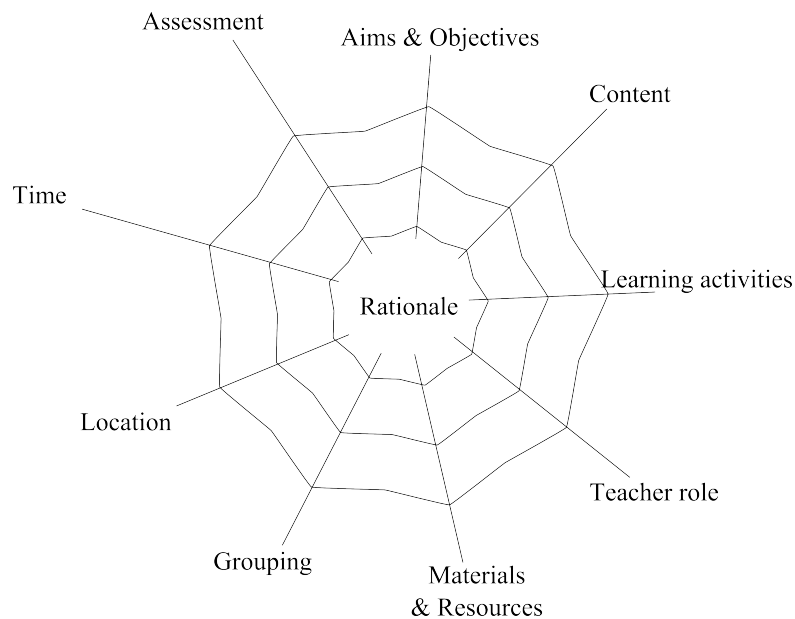 Assessment
Aims & Objectives
Content
Time
Learning activities
Rationale
Location
Teacher role
Grouping
Materials
& Resources